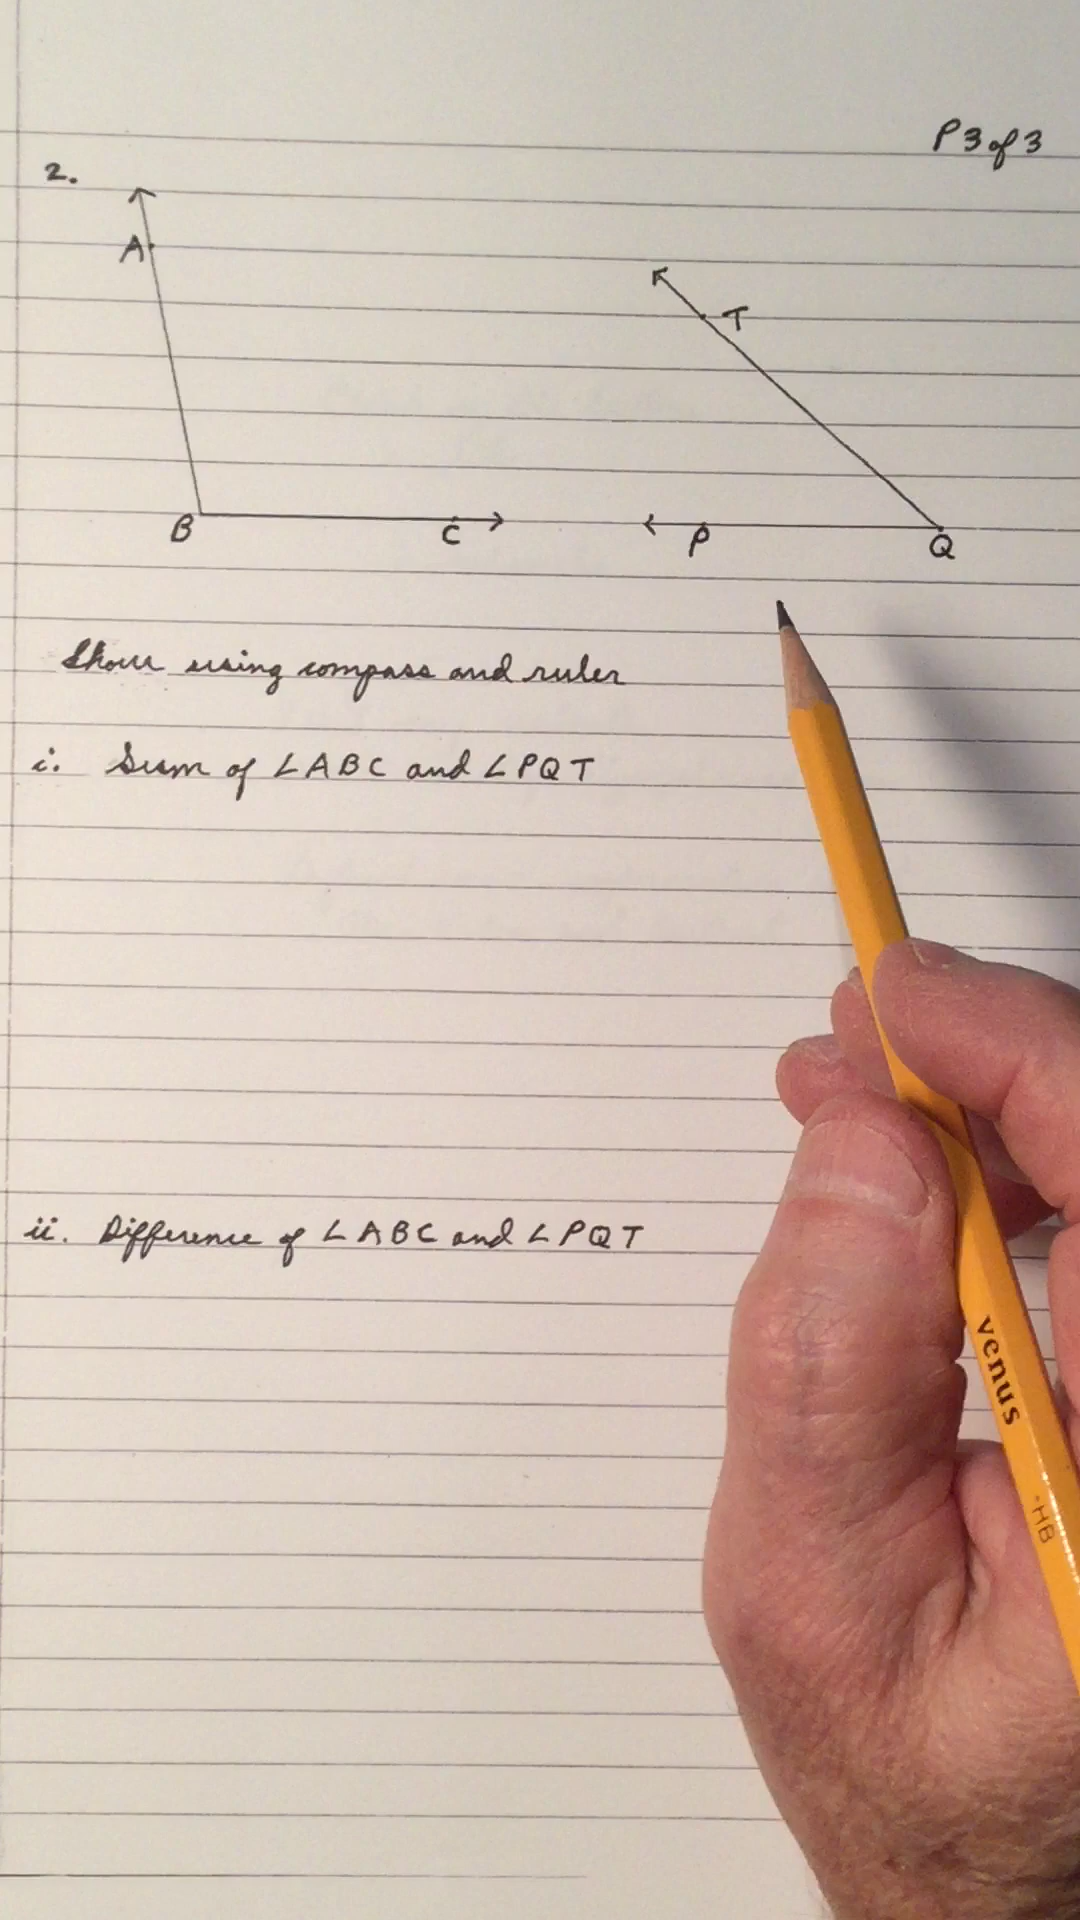 P 3 of 3
2.
A
T
B
C
P
Q
Show using compass and ruler
i. Sum of ∠ABC and ∠PQT
ii. Difference of ∠ABC and ∠PQT
venus
HB